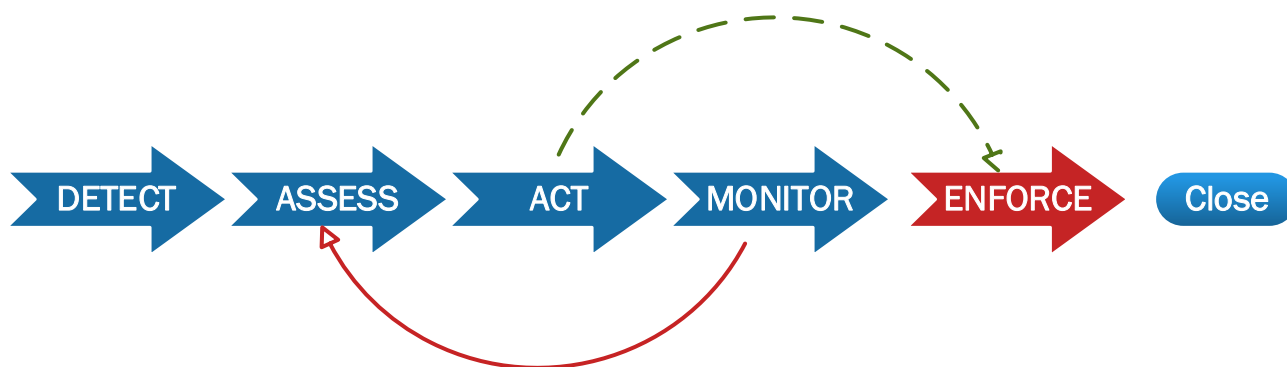 DETECT
ASSESS
ACT
MONITOR
ENFORCE
Close